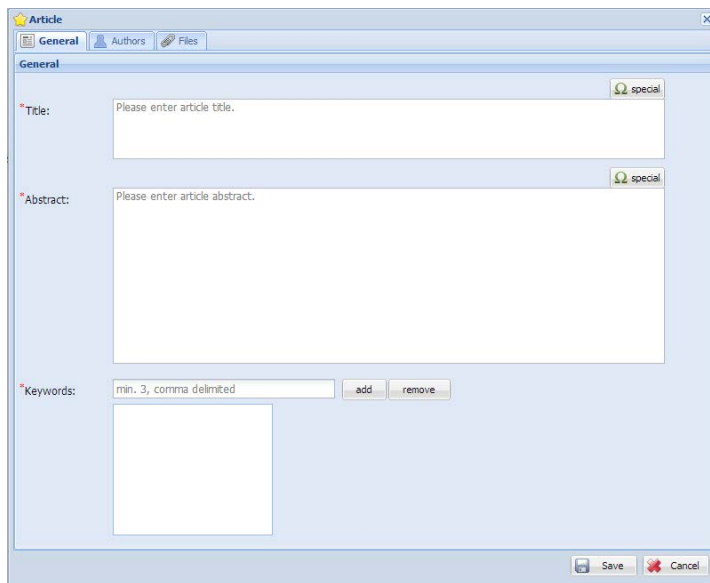 Article
General Authors Files
General
Ω special
*Title: Please enter article title.
Ω special
*Abstract: Please enter article abstract.
*Keywords: min. 3, comma delimited add remove
Save Cancel